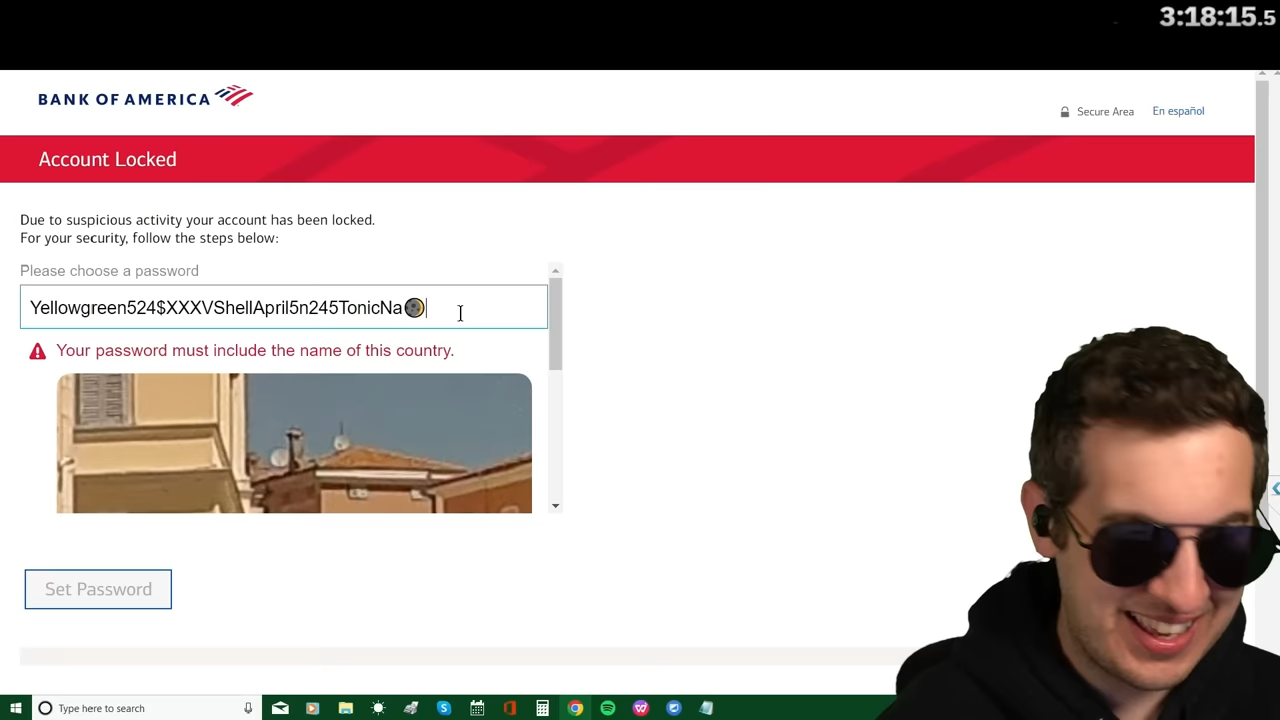 3:18:15.5
BANK OF AMERICA
Secure Area
En español
Account Locked
Due to suspicious activity your account has been locked.
For your security, follow the steps below:
Please choose a password
Yellowgreen524$XXXVShellApril5n245TonicNa🌘
Your password must include the name of this country.
Set Password
Type here to search